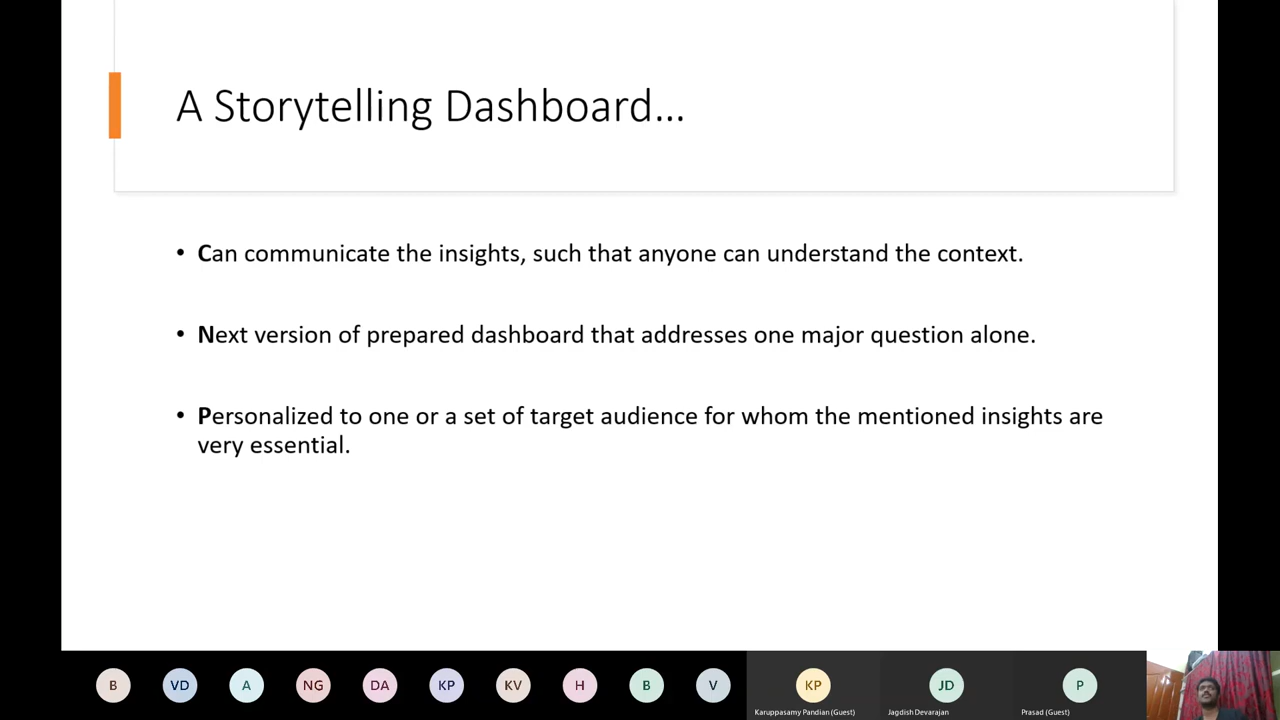 A Storytelling Dashboard...
• Can communicate the insights, such that anyone can understand the context.
• Next version of prepared dashboard that addresses one major question alone.
• Personalized to one or a set of target audience for whom the mentioned insights are
very essential.
B VD A NG DA KP KV H B V KP JD P
Karuppasamy Pandian (Guest) Jagdish Devarajan Prasad (Guest)